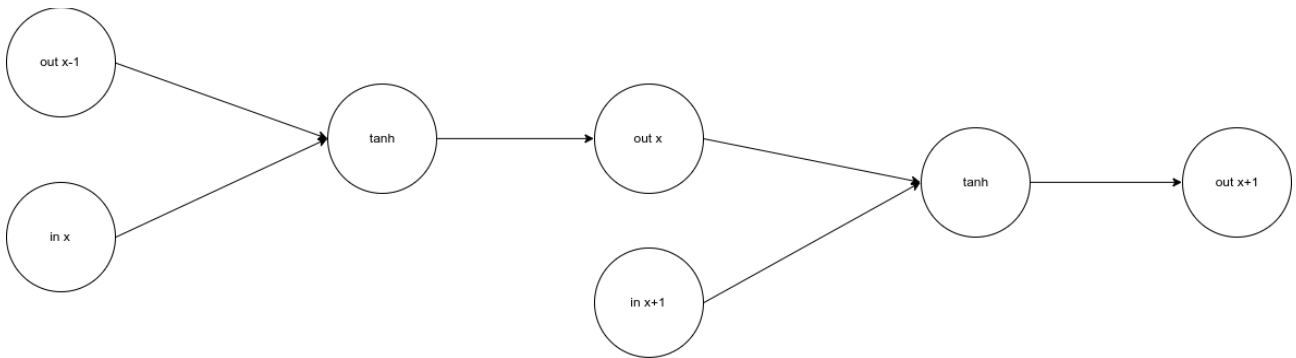 out x-1
in x
tanh
out x
in x+1
tanh
out x+1